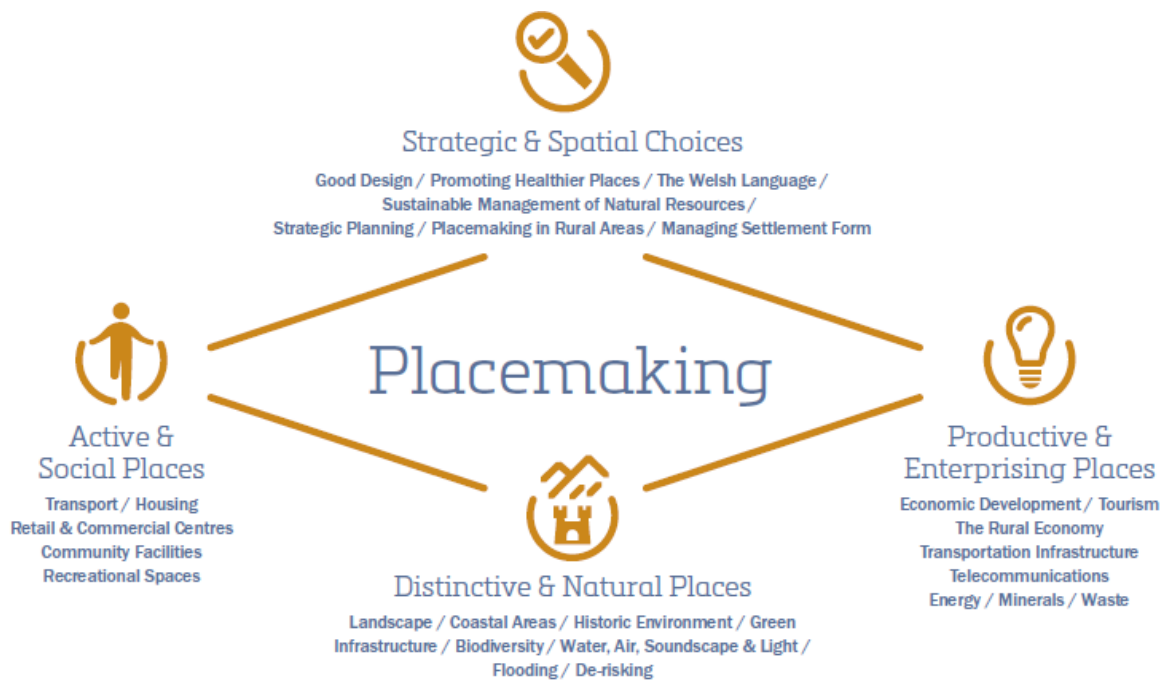 Strategic & Spatial Choices
Good Design / Promoting Healthier Places / The Welsh Language /
Sustainable Management of Natural Resources /
Strategic Planning / Placemaking in Rural Areas / Managing Settlement Form
Placemaking
Active &
Social Places
Transport / Housing
Retail & Commercial Centres
Community Facilities
Recreational Spaces
Productive &
Enterprising Places
Economic Development / Tourism
The Rural Economy
Transportation Infrastructure
Telecommunications
Energy / Minerals / Waste
Distinctive & Natural Places
Landscape / Coastal Areas / Historic Environment / Green
Infrastructure / Biodiversity / Water, Air, Soundscape & Light /
Flooding / De-risking